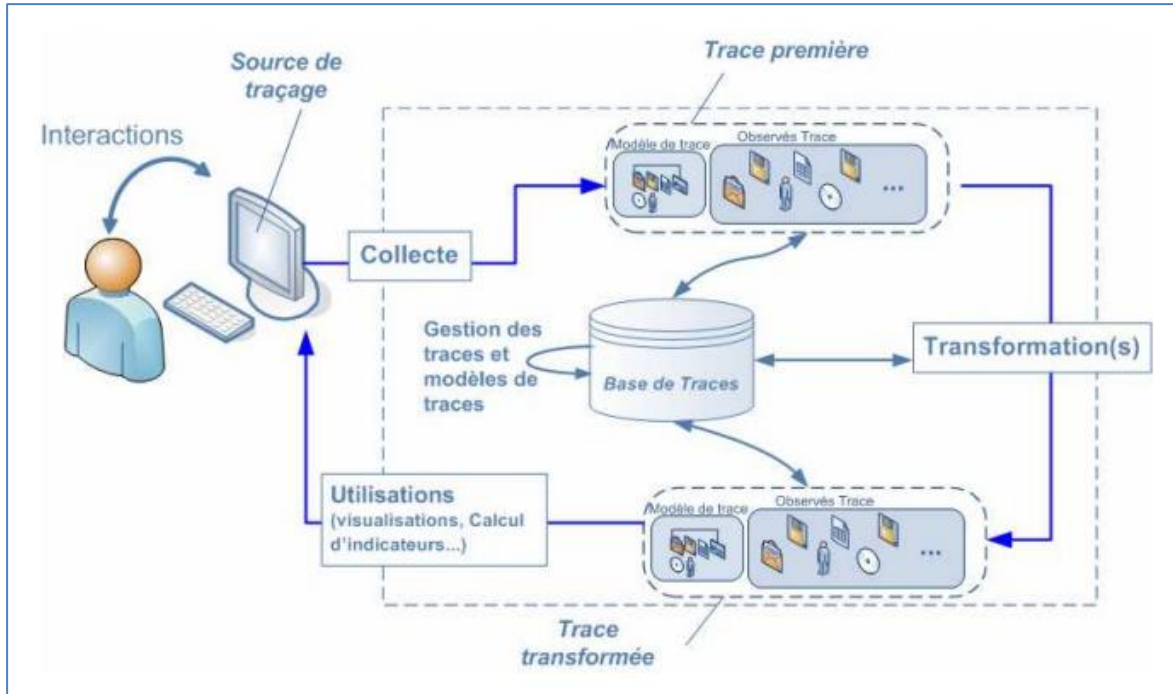 Trace première
Source de
traçage
Interactions
Modèle de trace
Observés Trace
...
Collecte
Gestion des
traces et
modèles de
traces
Base de Traces
Transformation(s)
Utilisations
(visualisations, Calcul
d'indicateurs...)
Modèle de trace
Observés Trace
...
Trace
transformée